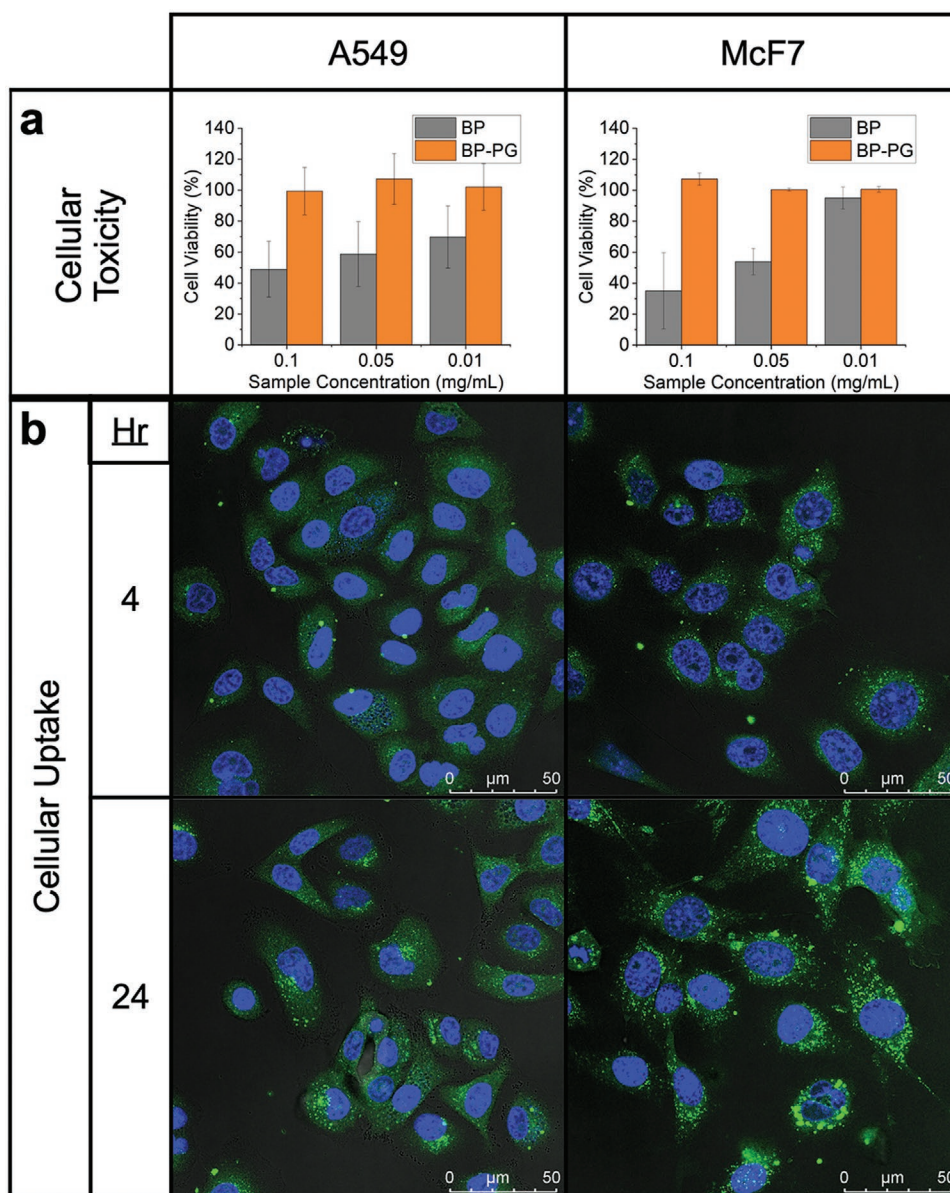 A549
McF7
a
Cellular
Toxicity
Cell Viability (%)
140
120
100
80
60
40
20
0
BP
BP-PG
0.1
0.05
0.01
Sample Concentration (mg/mL)
Cell Viability (%)
140
120
100
80
60
40
20
0
BP
BP-PG
0.1
0.05
0.01
Sample Concentration (mg/mL)
b
Hr
Cellular Uptake
4
0 µm 50
0 µm 50
24
0 µm 50
0 µm 50